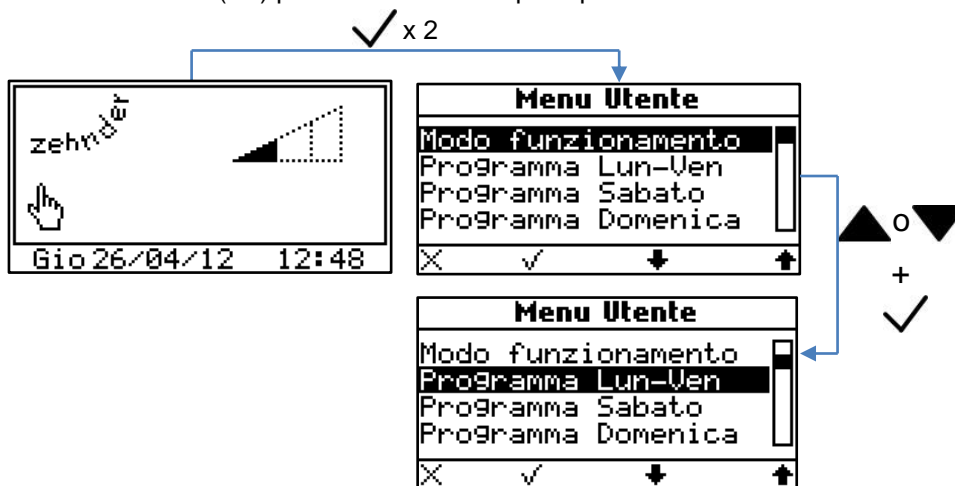 x 2
zehnder
Gio 26/04/12 12:48
Menu Utente
Modo funzionamento
Programma Lun-Ven
Programma Sabato
Programma Domenica
o
+
Menu Utente
Modo funzionamento
Programma Lun-Ven
Programma Sabato
Programma Domenica